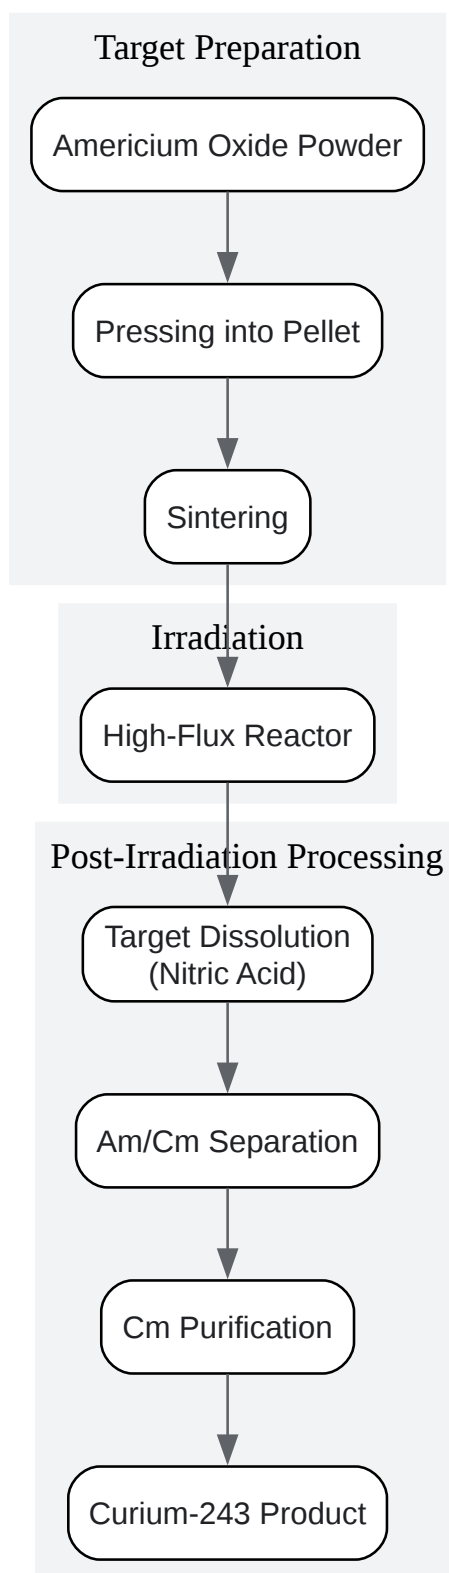 Target Preparation
Americium Oxide Powder
Pressing into Pellet
Sintering
Irradiation
High-Flux Reactor
Post-Irradiation Processing
Target Dissolution
(Nitric Acid)
Am/Cm Separation
Cm Purification
Curium-243 Product